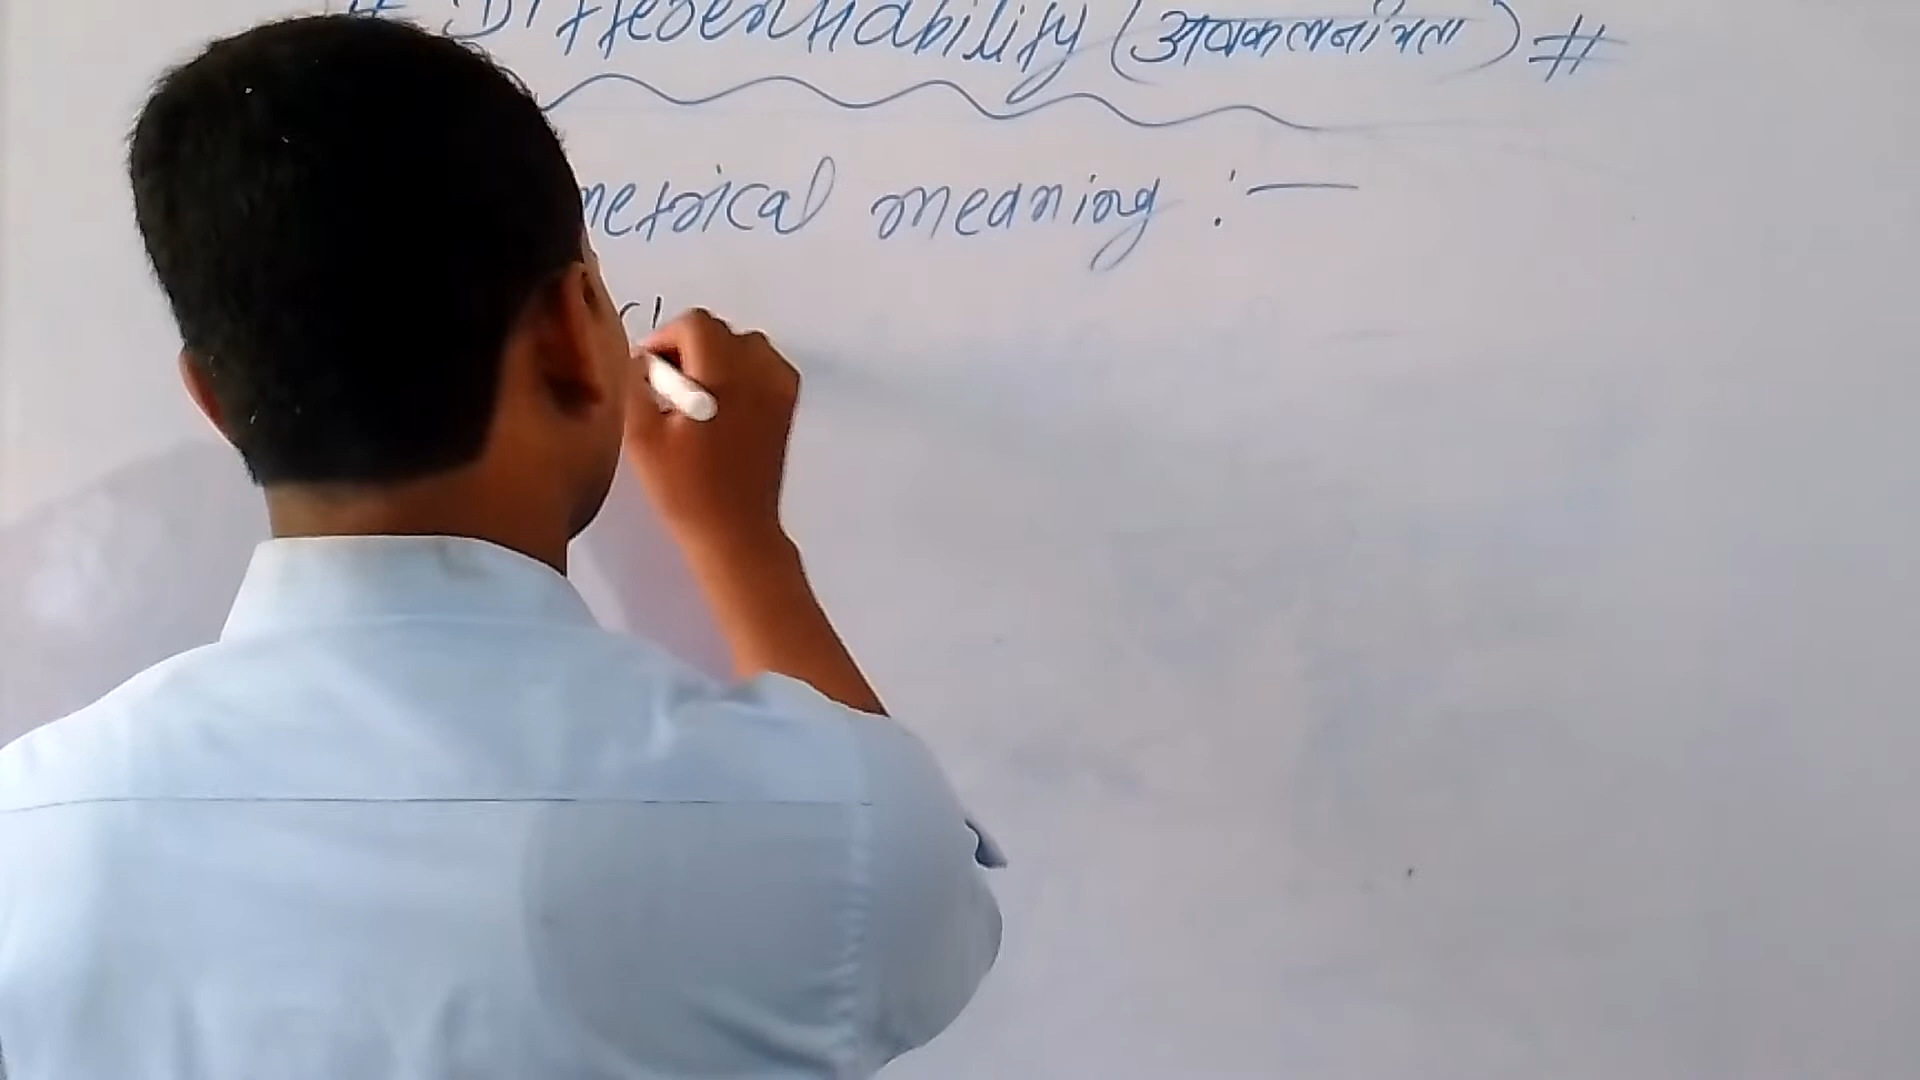 # Differentiability (अवकलनीयता) #
metrical meaning :-